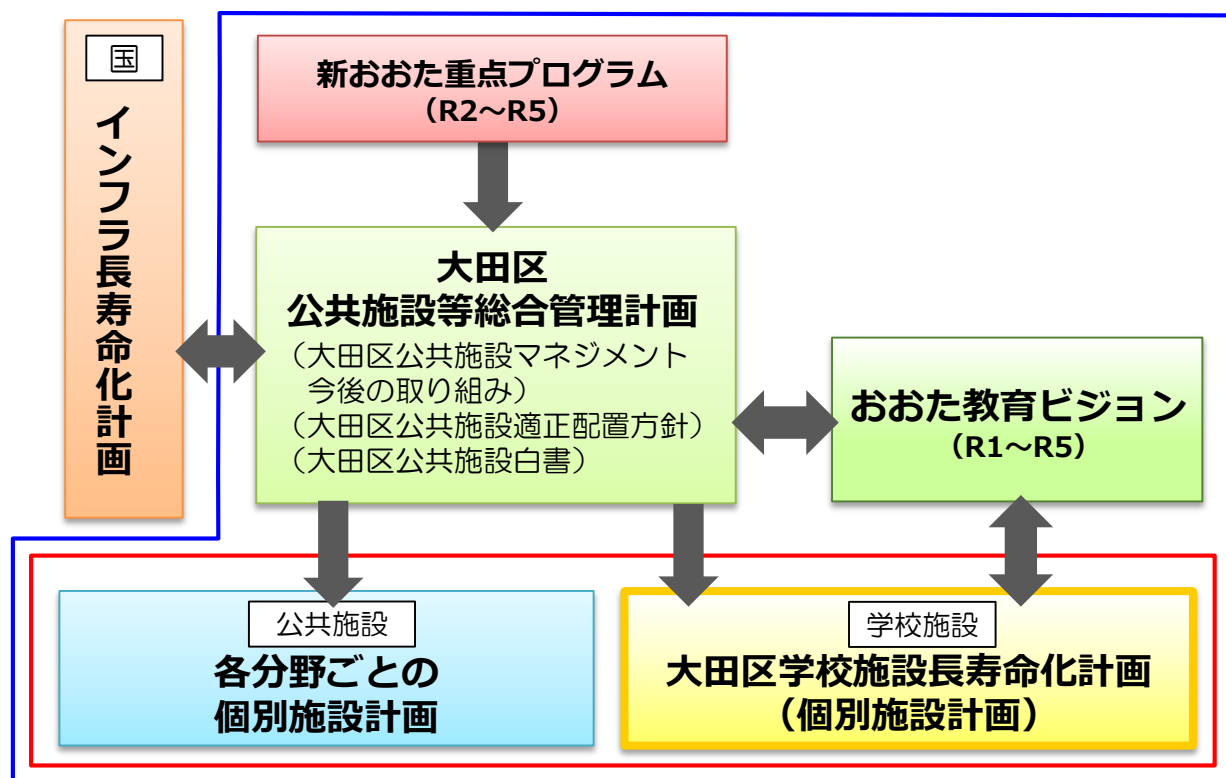 国
インフラ長寿命化計画
新おおた重点プログラム
（R2～R5）
大田区
公共施設等総合管理計画
（大田区公共施設マネジメント
今後の取り組み）
（大田区公共施設適正配置方針）
（大田区公共施設白書）
おおた教育ビジョン
（R1～R5）
公共施設
各分野ごとの
個別施設計画
学校施設
大田区学校施設長寿命化計画
（個別施設計画）